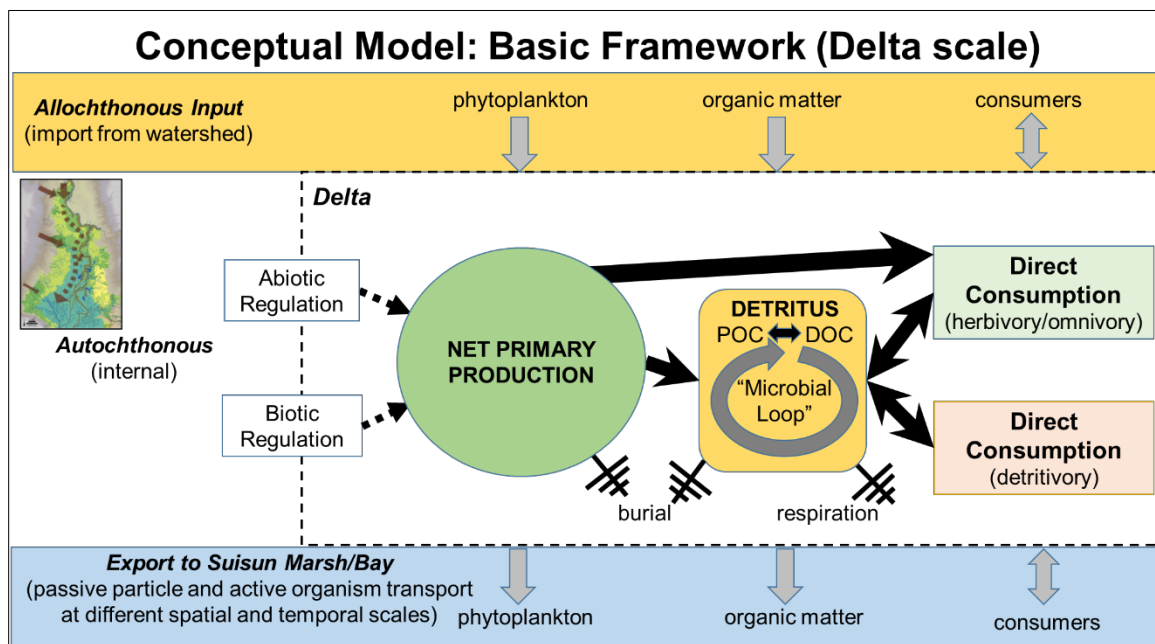 Conceptual Model: Basic Framework (Delta scale)
Allochthonous Input
(import from watershed)
phytoplankton
organic matter
consumers
Delta
Abiotic
Regulation
Autochthonous
(internal)
Biotic
Regulation
NET PRIMARY
PRODUCTION
DETRITUS
POC DOC
“Microbial
Loop”
Direct
Consumption
(herbivory/omnivory)
Direct
Consumption
(detritivory)
burial
respiration
Export to Suisun Marsh/Bay
(passive particle and active organism transport
at different spatial and temporal scales)
phytoplankton
organic matter
consumers